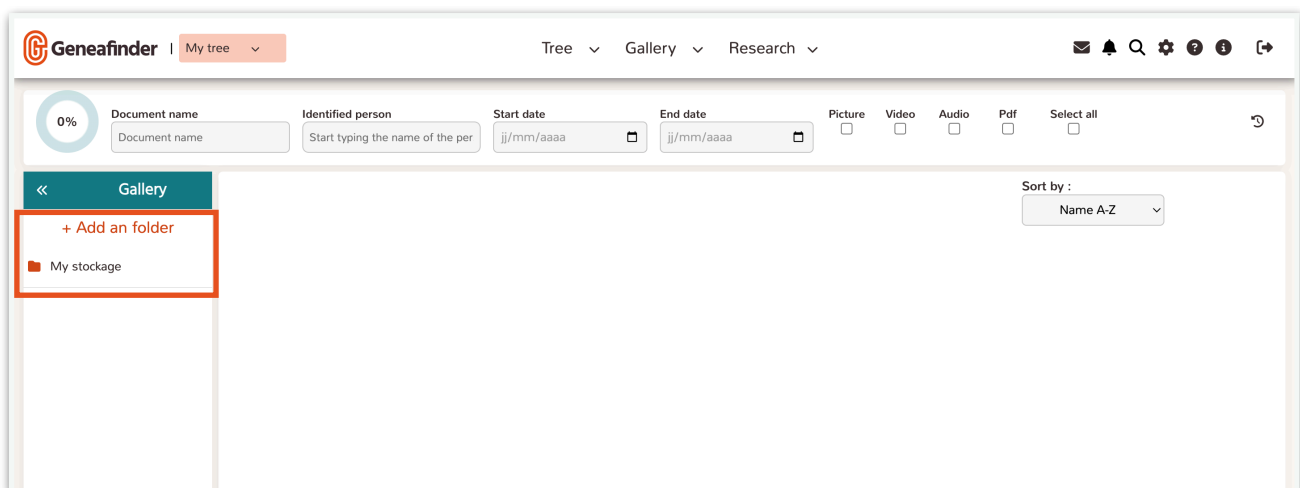 Geneafinder | My tree Tree Gallery Research
0% Document name Identified person Start date End date Picture Video Audio Pdf Select all
Document name Start typing the name of the per jj/mm/aaaa jj/mm/aaaa
Gallery
Sort by :
Name A-Z
+ Add an folder
My stockage